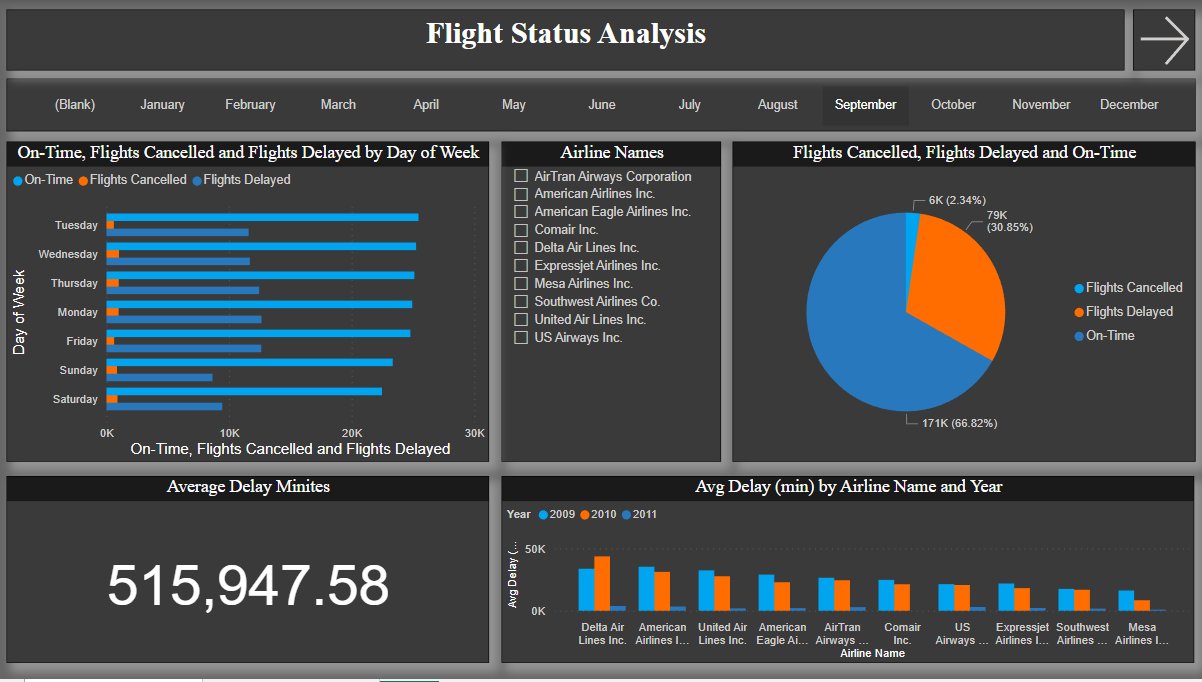 Flight Status Analysis
(Blank) January February March April May June July August September October November December
On-Time, Flights Cancelled and Flights Delayed by Day of Week
On-Time Flights Cancelled Flights Delayed
Day of Week
Tuesday
Wednesday
Thursday
Monday
Friday
Sunday
Saturday
0K 10K 20K 30K
On-Time, Flights Cancelled and Flights Delayed
Airline Names
AirTran Airways Corporation
American Airlines Inc.
American Eagle Airlines Inc.
Comair Inc.
Delta Air Lines Inc.
Expressjet Airlines Inc.
Mesa Airlines Inc.
Southwest Airlines Co.
United Air Lines Inc.
US Airways Inc.
Flights Cancelled, Flights Delayed and On-Time
6K (2.34%)
79K
(30.85%)
171K (66.82%)
Flights Cancelled
Flights Delayed
On-Time
Average Delay Minites
515,947.58
Avg Delay (min) by Airline Name and Year
Year 2009 2010 2011
Avg Delay (...
50K
0K
Delta Air
Lines Inc.
American
Airlines I...
United Air
Lines Inc.
American
Eagle Ai...
AirTran
Airways ...
Comair
Inc.
US
Airways ...
Expressjet
Airlines I...
Southwest
Airlines ...
Mesa
Airlines I...
Airline Name